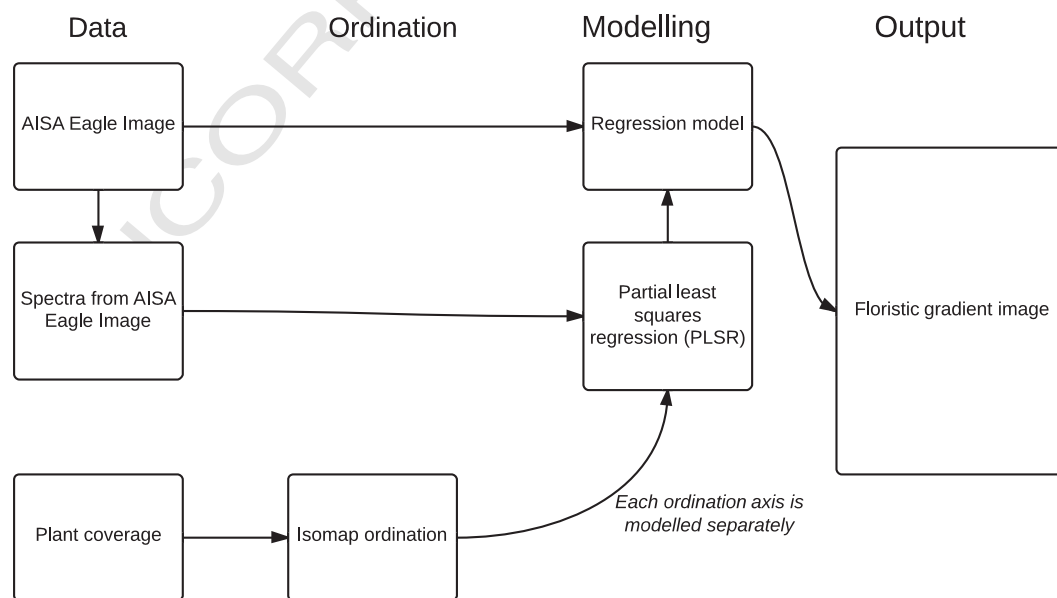 Data
Ordination
Modelling
Output
AISA Eagle Image
Regression model
Spectra from AISA
Eagle Image
Partial least
squares
regression (PLSR)
Floristic gradient image
Plant coverage
Isomap ordination
Each ordination axis is
modelled separately